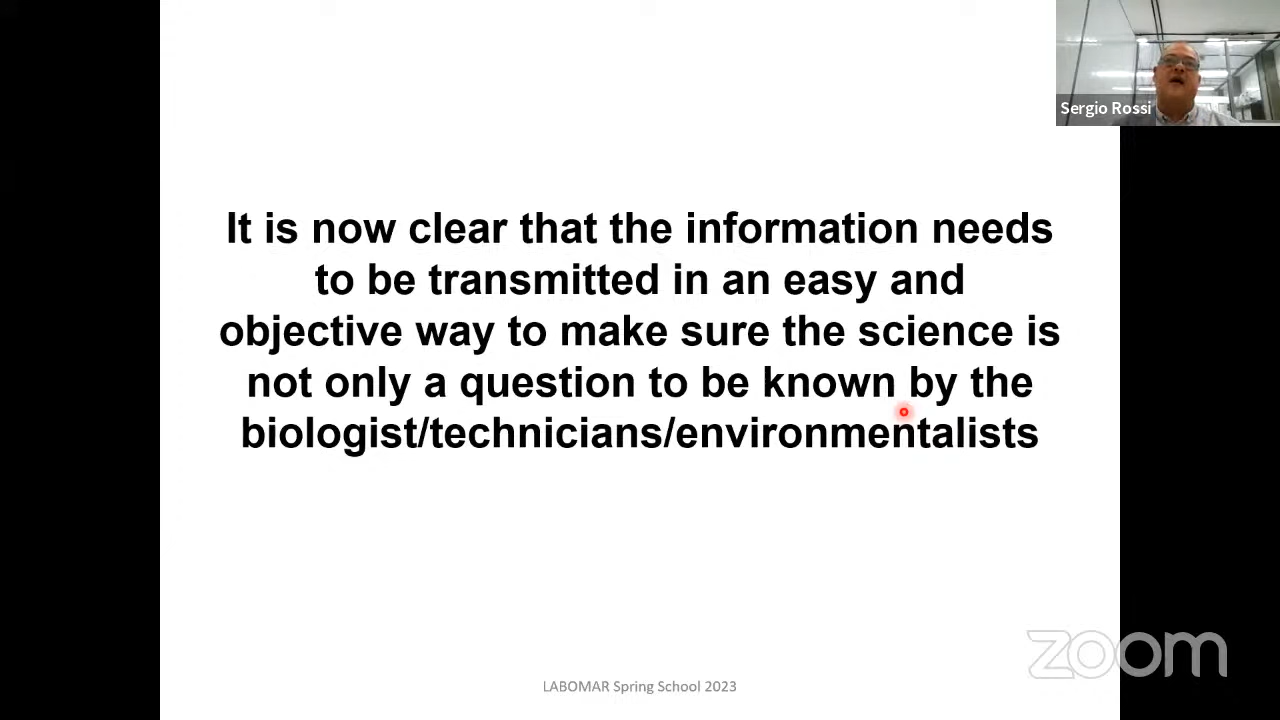 Sergio Rossi
It is now clear that the information needs
to be transmitted in an easy and
objective way to make sure the science is
not only a question to be known by the
biologist/technicians/environmentalists
zoom
LABOMAR Spring School 2023